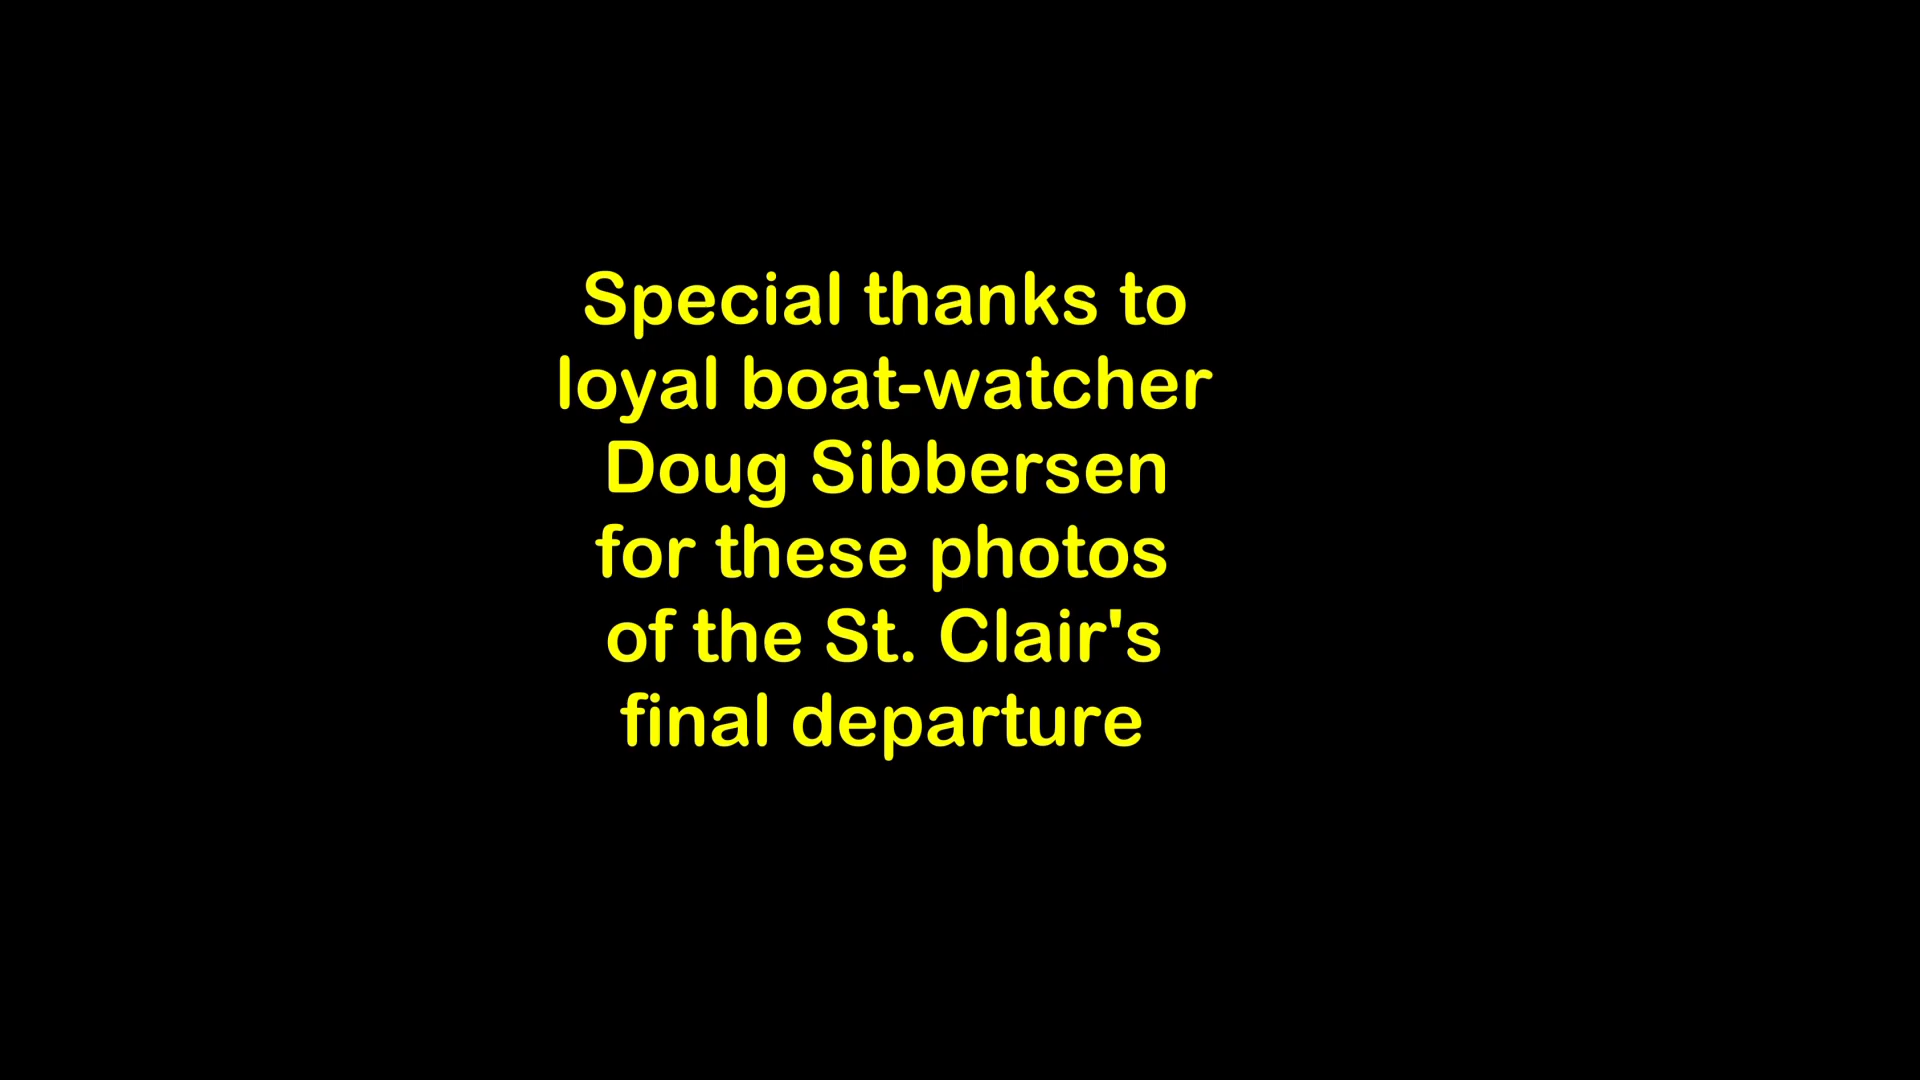 Special thanks to
loyal boat-watcher
Doug Sibbersen
for these photos
of the St. Clair's
final departure